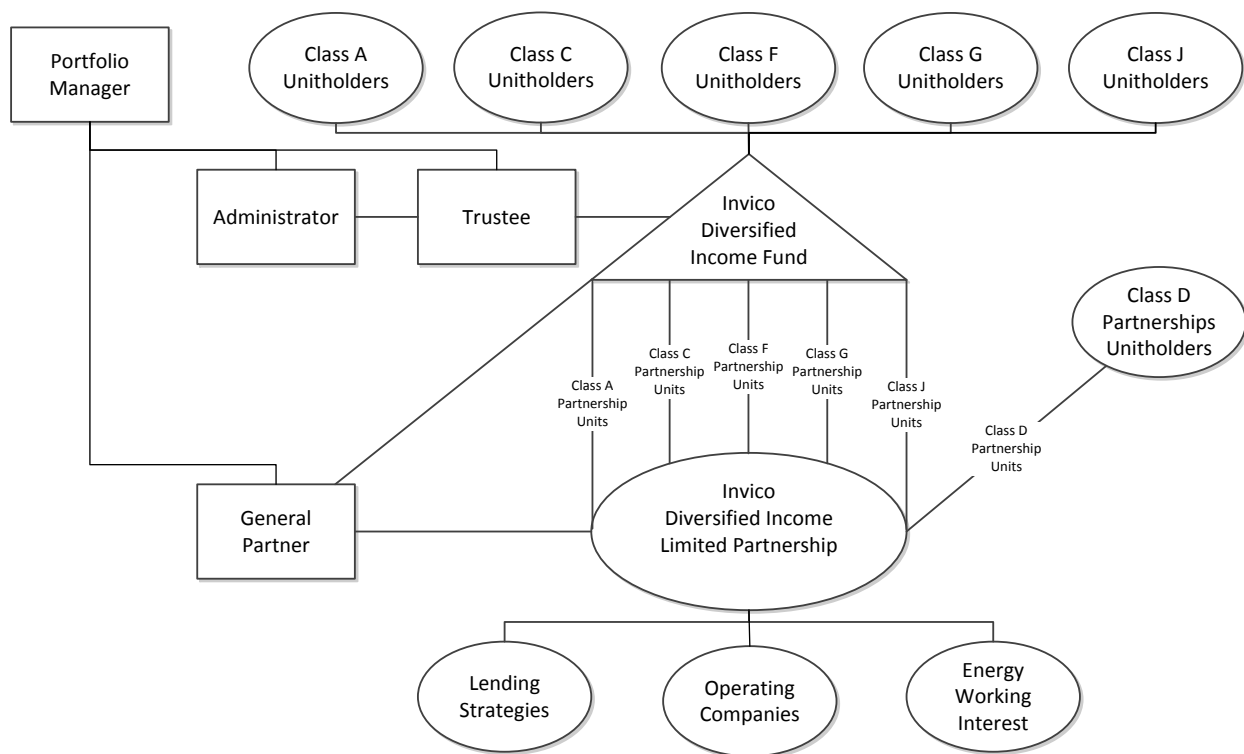 Portfolio
Manager
Class A
Unitholders
Class C
Unitholders
Class F
Unitholders
Class G
Unitholders
Class J
Unitholders
Administrator
Trustee
Invico
Diversified
Income Fund
Class D
Partnerships
Unitholders
Class A
Partnership
Units
Class C
Partnership
Units
Class F
Partnership
Units
Class G
Partnership
Units
Class J
Partnership
Units
Class D
Partnership
Units
General
Partner
Invico
Diversified Income
Limited Partnership
Lending
Strategies
Operating
Companies
Energy
Working
Interest